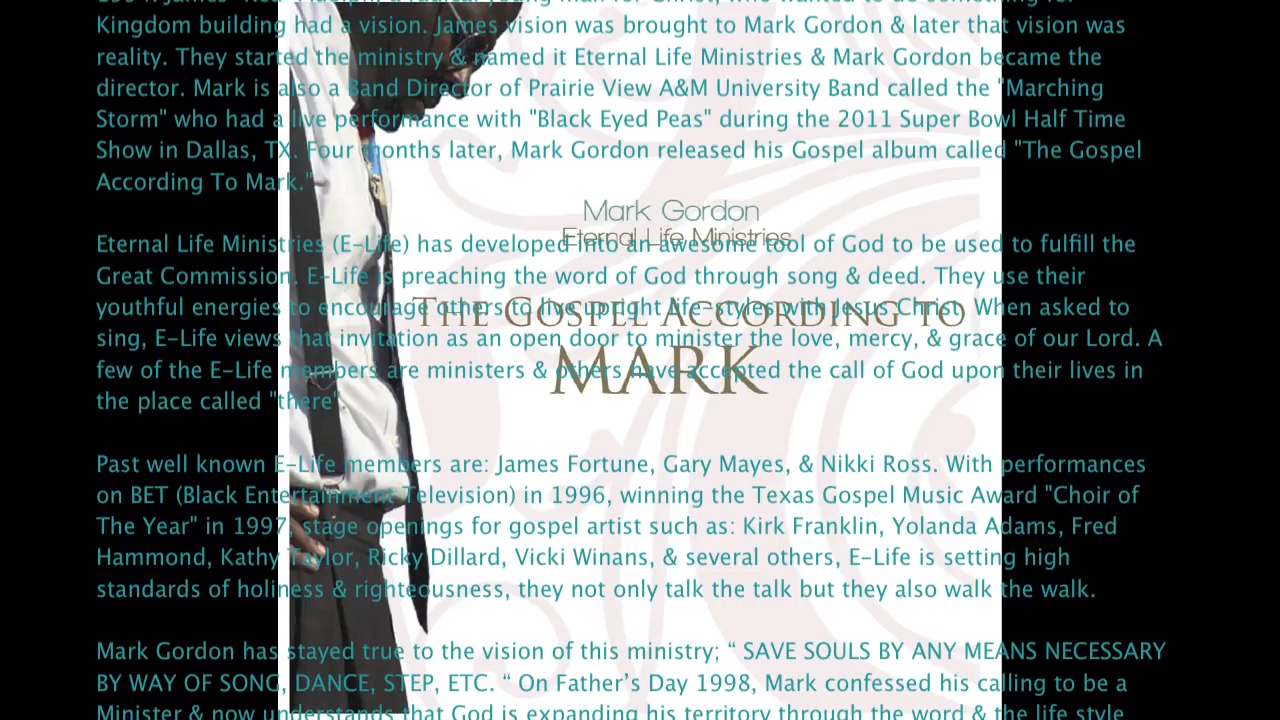 Kingdom building had a vision. James vision was brought to Mark Gordon & later that vision was
reality. They started the ministry & named it Eternal Life Ministries & Mark Gordon became the
director. Mark is also a Band Director of Prairie View A&M University Band called the "Marching
Storm" who had a live performance with "Black Eyed Peas" during the 2011 Super Bowl Half Time
Show in Dallas, TX. Four months later, Mark Gordon released his Gospel album called "The Gospel
According To Mark."
Mark Gordon
Eternal Life Ministries
Eternal Life Ministries (E-Life) has developed into an awesome tool of God to be used to fulfill the
Great Commission. E-Life is preaching the word of God through song & deed. They use their
youthful energies to encourage others to live upright life-styles with Jesus Christ. When asked to
The Gospel According to
sing, E-Life views that invitation as an open door to minister the love, mercy, & grace of our Lord. A
few of the E-Life members are ministers & others have accepted the call of God upon their lives in
MARK
the place called "there"
Past well known E-Life members are: James Fortune, Gary Mayes, & Nikki Ross. With performances
on BET (Black Entertainment Television) in 1996, winning the Texas Gospel Music Award "Choir of
The Year" in 1997, stage openings for gospel artist such as: Kirk Franklin, Yolanda Adams, Fred
Hammond, Kathy Taylor, Ricky Dillard, Vicki Winans, & several others, E-Life is setting high
standards of holiness & righteousness, they not only talk the talk but they also walk the walk.
Mark Gordon has stayed true to the vision of this ministry; “ SAVE SOULS BY ANY MEANS NECESSARY
BY WAY OF SONG, DANCE, STEP, ETC. “ On Father’s Day 1998, Mark confessed his calling to be a
Minister & now understands that God is expanding his territory through the word & the life style